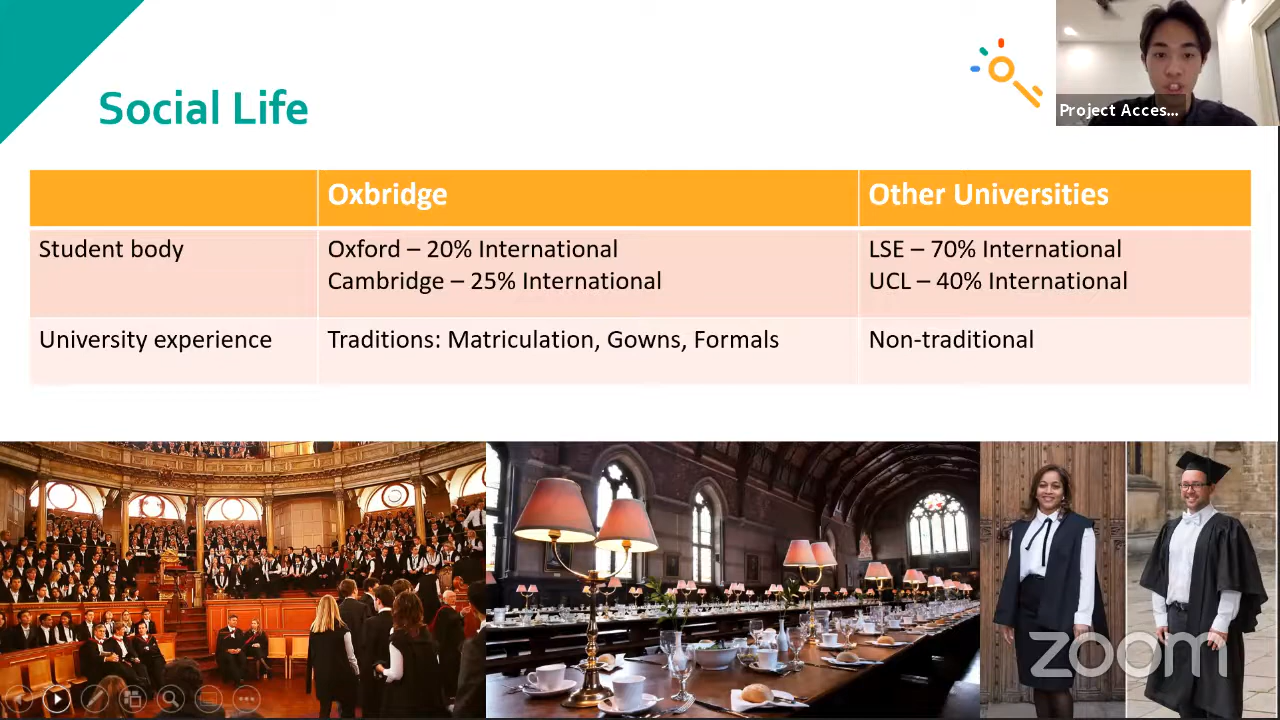 Social Life
Project Acces...
Oxbridge
Other Universities
Student body
Oxford – 20% International
Cambridge – 25% International
LSE – 70% International
UCL – 40% International
University experience
Traditions: Matriculation, Gowns, Formals
Non-traditional
zoom